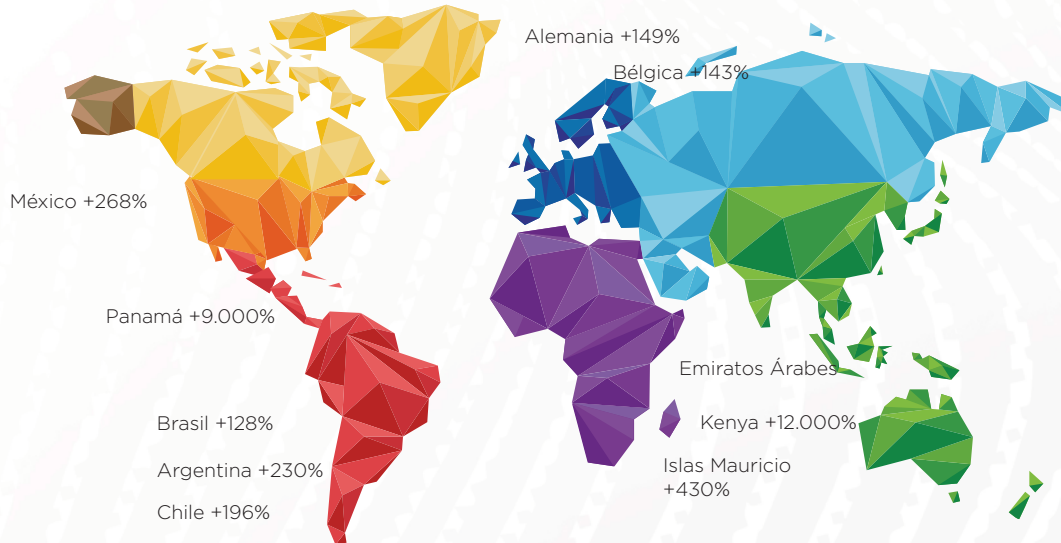 Alemania +149%
Bélgica +143%
México +268%
Panamá +9.000%
Emiratos Árabes
Brasil +128%
Kenya +12.000%
Argentina +230%
Islas Mauricio
+430%
Chile +196%